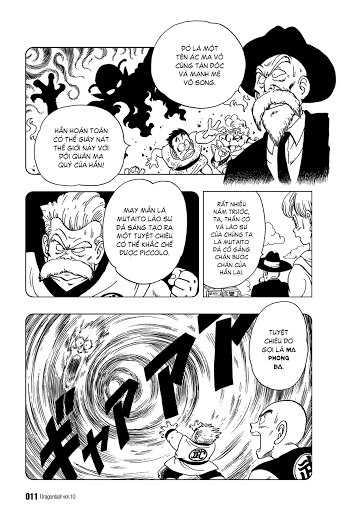 ĐÓ LÀ MỘT
TÊN ÁC MA VÔ
CÙNG TÀN ĐỘC
VÀ MẠNH MẼ
VÔ SONG.
HẮN HOÀN TOÀN
CÓ THỂ GIÀY NÁT
THẾ GIỚI NÀY VỚI
ĐỘI QUÂN MA
QUỶ CỦA HẮN!
RẤT NHIỀU
NĂM TRƯỚC,
TA, THẦN CÔ
VÀ LÃO SƯ
CỦA CHÚNG TA
LÀ MUTAITO
ĐÃ CỐ GẮNG
CHẶN BƯỚC
CHÂN CỦA
HẮN LẠI.
MAY MẮN LÀ
MUTAITO LÃO SƯ
ĐÃ SÁNG TẠO RA
MỘT TUYỆT CHIÊU
CÓ THỂ KHẮC CHẾ
ĐƯỢC PICCOLO.
TUYỆT
CHIÊU ĐÓ
GỌI LÀ MA
PHONG
BA.
ギャアアアア
011 Dragonball vol.10